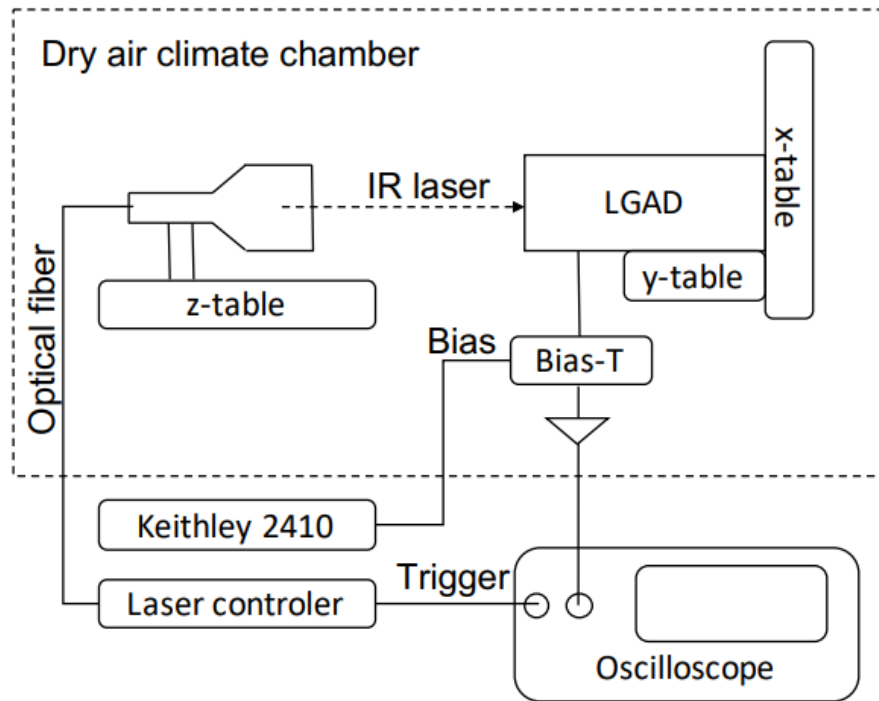 Dry air climate chamber
IR laser
LGAD
x-table
y-table
z-table
Optical fiber
Bias
Bias-T
Keithley 2410
Laser controler
Trigger
Oscilloscope